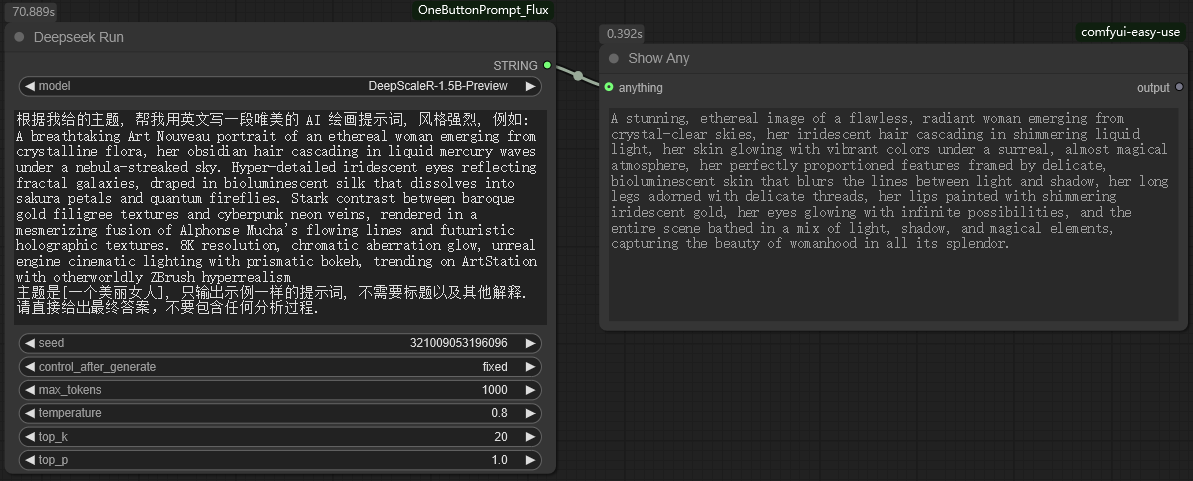 70.889s
OneButtonPrompt_Flux
Deepseek Run
STRING
model
DeepScaleR-1.5B-Preview
根据我给的主题, 帮我用英文写一段唯美的 AI 绘画提示词, 风格强烈, 例如:
A breathtaking Art Nouveau portrait of an ethereal woman emerging from
crystalline flora, her obsidian hair cascading in liquid mercury waves
under a nebula-streaked sky. Hyper-detailed iridescent eyes reflecting
fractal galaxies, draped in bioluminescent silk that dissolves into
sakura petals and quantum fireflies. Stark contrast between baroque
gold filigree textures and cyberpunk neon veins, rendered in a
mesmerizing fusion of Alphonse Mucha's flowing lines and futuristic
holographic textures. 8K resolution, chromatic aberration glow, unreal
engine cinematic lighting with prismatic bokeh, trending on ArtStation
with otherworldly ZBrush hyperrealism
主题是[一个美丽女人], 只输出示例一样的提示词, 不需要标题以及其他解释.
请直接给出最终答案，不要包含任何分析过程.
seed
321009053196096
control_after_generate
fixed
max_tokens
1000
temperature
0.8
top_k
20
top_p
1.0
0.392s
comfyui-easy-use
Show Any
anything
output
A stunning, ethereal image of a flawless, radiant woman emerging from
crystal-clear skies, her iridescent hair cascading in shimmering liquid
light, her skin glowing with vibrant colors under a surreal, almost magical
atmosphere, her perfectly proportioned features framed by delicate,
bioluminescent skin that blurs the lines between light and shadow, her long
legs adorned with delicate threads, her lips painted with shimmering
iridescent gold, her eyes glowing with infinite possibilities, and the
entire scene bathed in a mix of light, shadow, and magical elements,
capturing the beauty of womanhood in all its splendor.